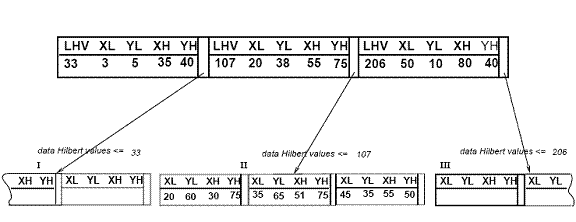 LHV XL YL XH YH LHV XL YL XH YH LHV XL YL XH YH
33 3 5 35 40 107 20 38 55 75 206 50 10 80 40
data Hilbert values <= 33 data Hilbert values <= 107 data Hilbert values <= 206
I II III
XH YH XL YL XH YH XL YL XH YH XL YL XH YH XL YL XH YH XL YL XH YH XL YL
20 60 30 75 35 65 51 75 45 35 55 50